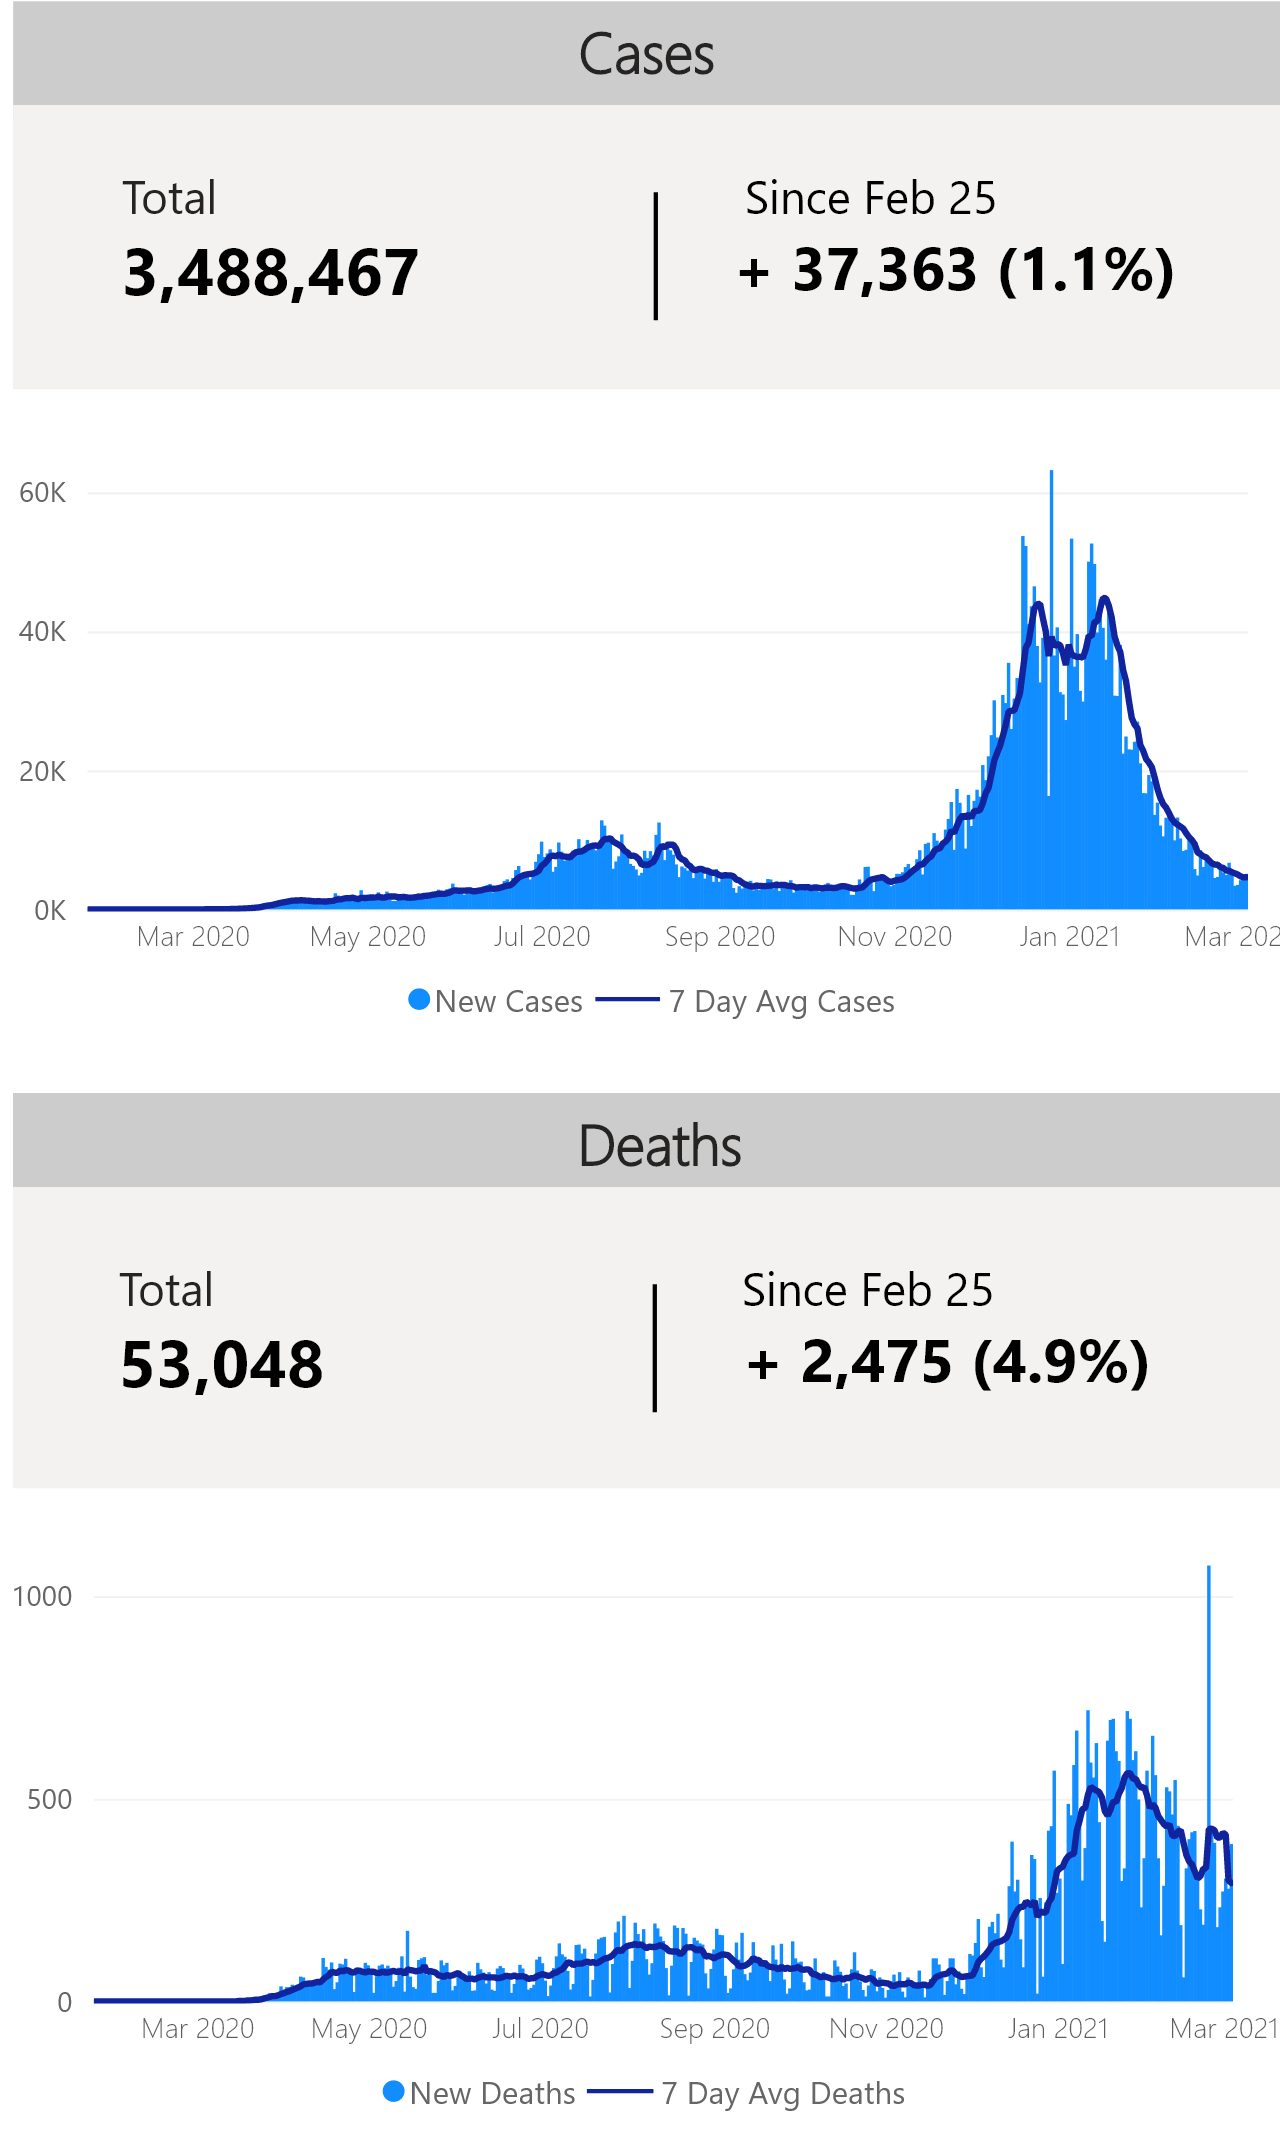 Cases
Total
Since Feb 25
3,488,467
+ 37,363 (1.1%)
60K
40K
20K
0K
Mar 2020 May 2020 Jul 2020 Sep 2020 Nov 2020 Jan 2021 Mar 202
New Cases 7 Day Avg Cases
Deaths
Total
Since Feb 25
53,048
+ 2,475 (4.9%)
1000
500
0
Mar 2020 May 2020 Jul 2020 Sep 2020 Nov 2020 Jan 2021 Mar 2021
New Deaths 7 Day Avg Deaths